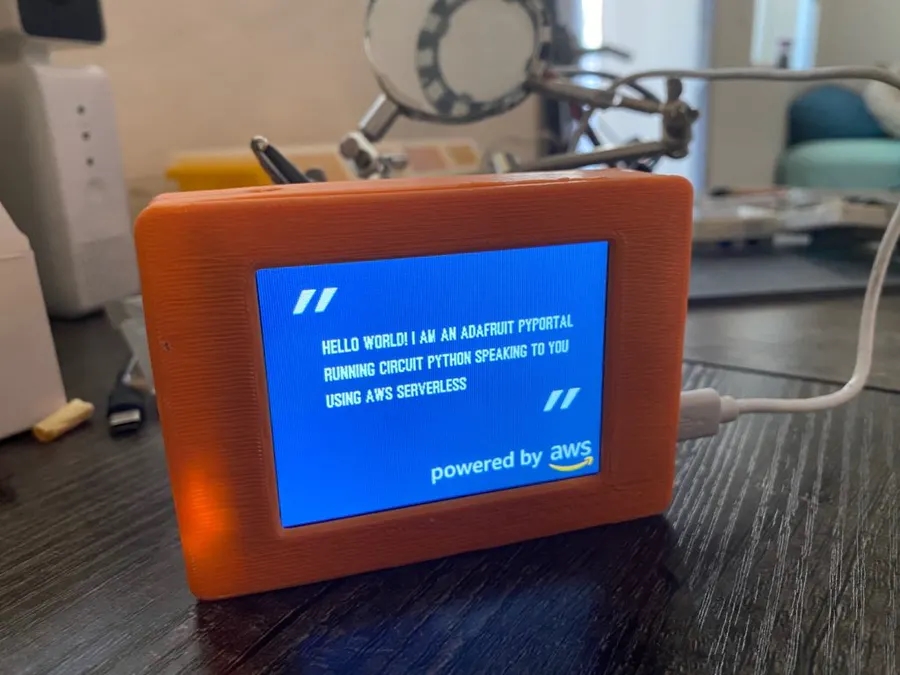 "
HELLO WORLD! I AM AN ADAFRUIT PYPORTAL
RUNNING CIRCUIT PYTHON SPEAKING TO YOU
USING AWS SERVERLESS
"
powered by aws